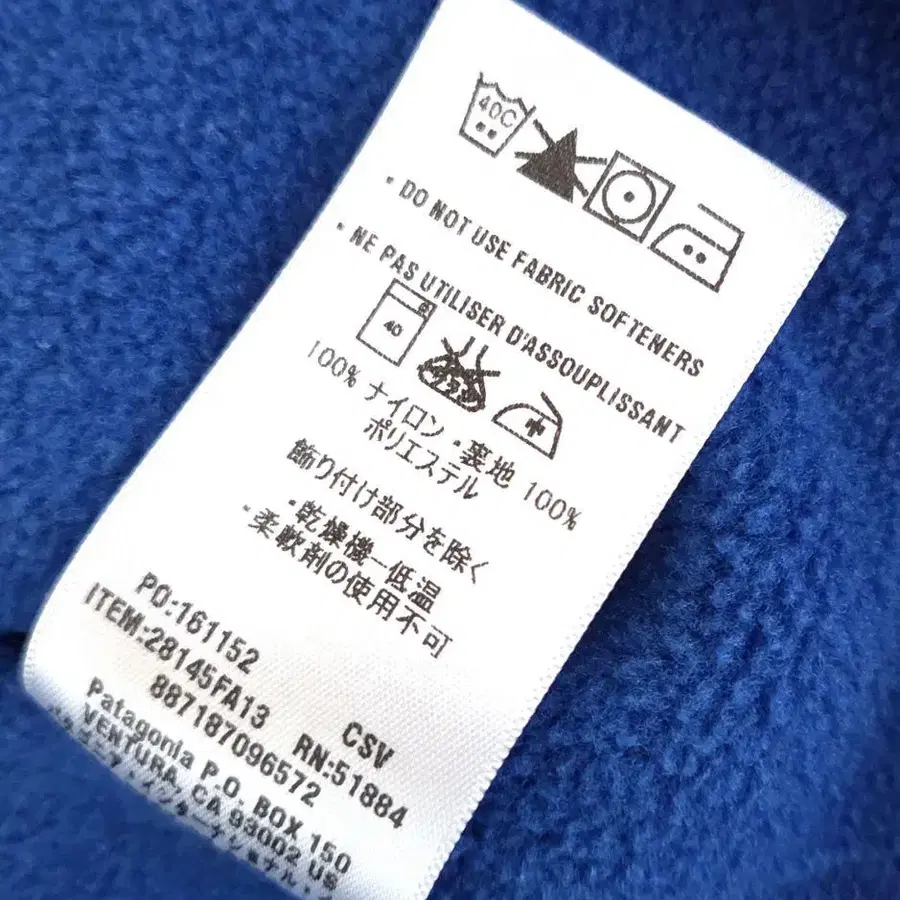 40C
・DO NOT USE FABRIC SOFTENERS
・NE PAS UTILISER D'ASSOUPLISSANT
40
100% ナイロン・裏地 100%
ポリエステル
飾り付け部分を除く
・乾燥機—低温
・柔軟剤の使用不可
PO:161152
ITEM:28145FA13 CSV
887187096572 RN:51884
Patagonia P.O. BOX 150
VENTURA, CA 93002 US